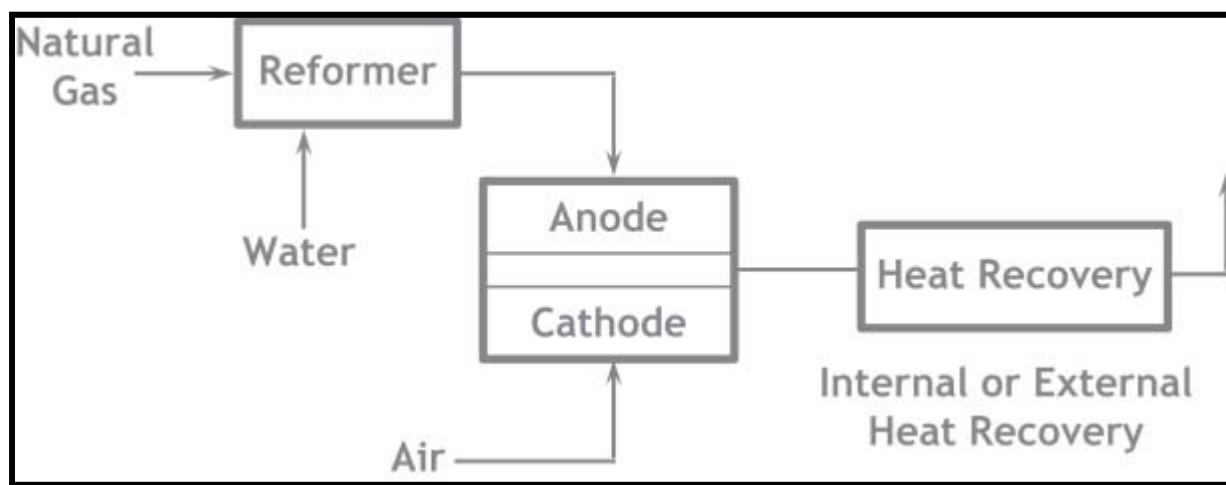 Natural
Gas
Reformer
Water
Anode
Cathode
Air
Heat Recovery
Internal or External
Heat Recovery